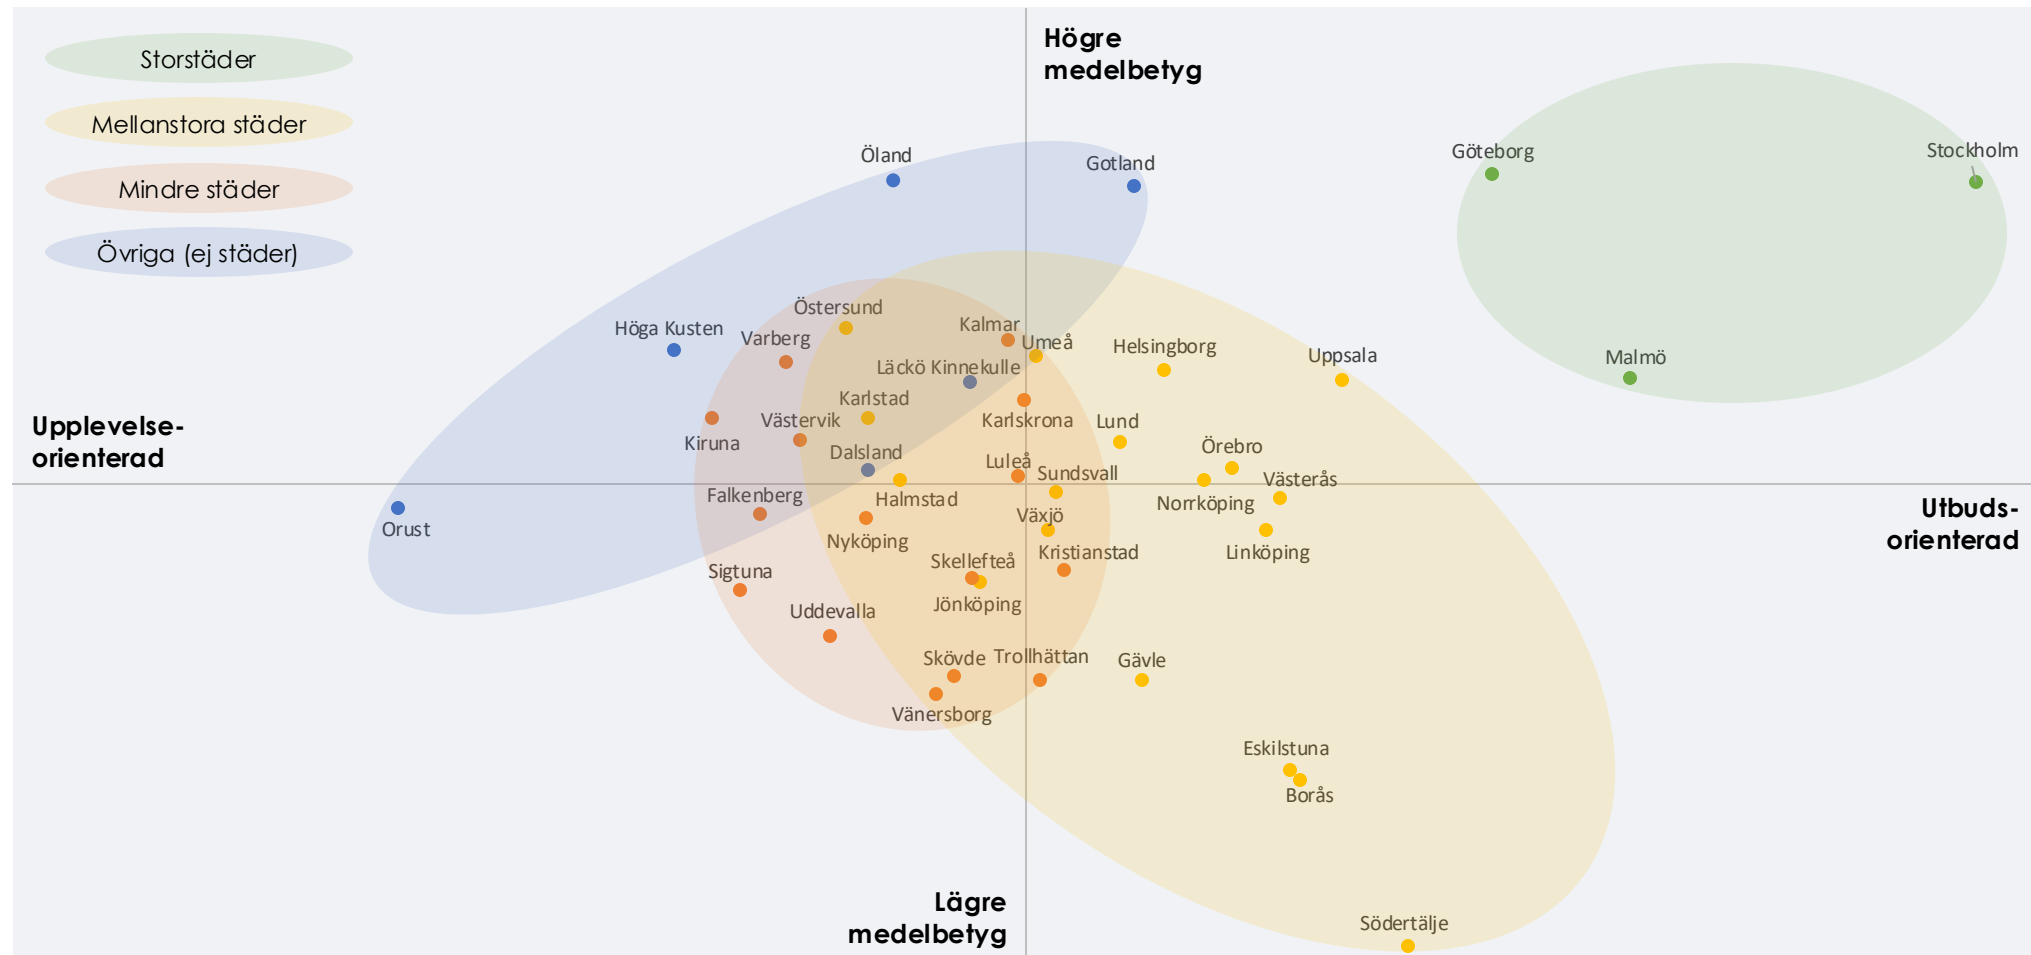 Storstäder
Mellanstora städer
Mindre städer
Övriga (ej städer)
Högre
medelbetyg
Öland
Gotland
Göteborg
Stockholm
Östersund
Höga Kusten
Varberg
Kalmar
Umeå
Helsingborg
Uppsala
Malmö
Läckö Kinnekulle
Karlstad
Kiruna
Västervik
Karlskrona
Lund
Upplevelse-
orienterad
Dalsland
Luleå
Sundsvall
Örebro
Västerås
Falkenberg
Halmstad
Norrköping
Utbuds-
orienterad
Orust
Växjö
Nyköping
Kristianstad
Linköping
Sigtuna
Skellefteå
Jönköping
Uddevalla
Skövde
Trollhättan
Gävle
Vänersborg
Eskilstuna
Borås
Lägre
medelbetyg
Södertälje